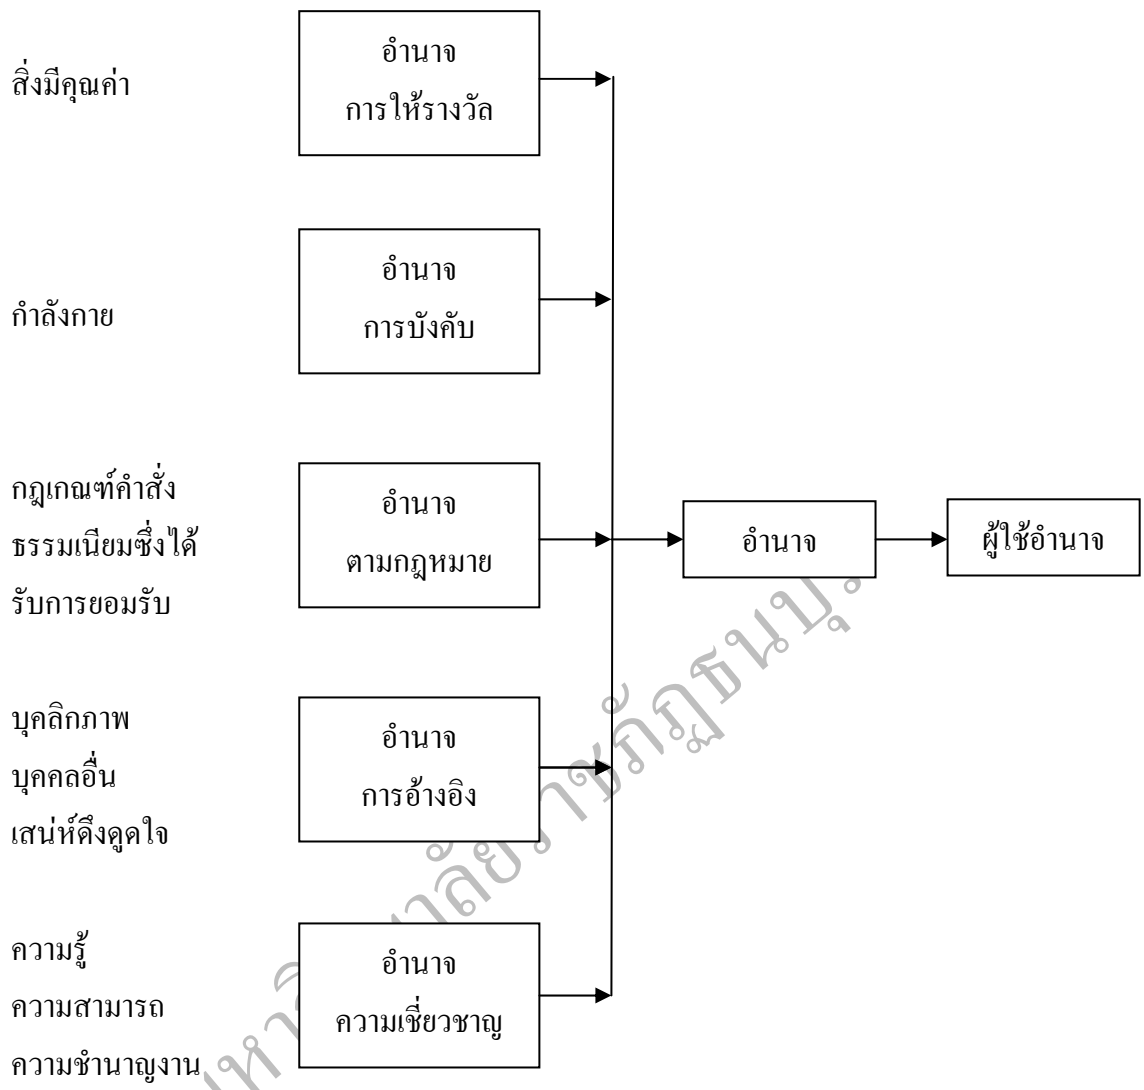 สิ่งมีคุณค่า
อำนาจ
การให้รางวัล
กำลังกาย
อำนาจ
การบังคับ
กฎเกณฑ์คำสั่ง
ธรรมเนียมซึ่งได้
รับการยอมรับ
อำนาจ
ตามกฎหมาย
อำนาจ
ผู้ใช้อำนาจ
บุคลิกภาพ
บุคคลอื่น
เสน่ห์ดึงดูดใจ
อำนาจ
การอ้างอิง
ความรู้
ความสามารถ
ความชำนาญงาน
อำนาจ
ความเชี่ยวชาญ